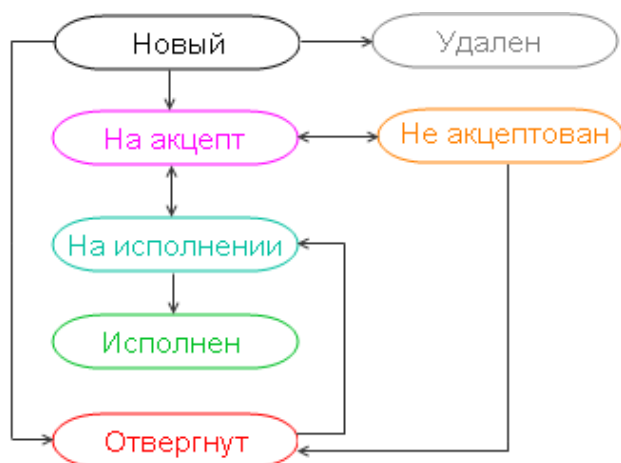 Новый
Удален
На акцепт
Не акцептован
На исполнении
Исполнен
Отвергнут